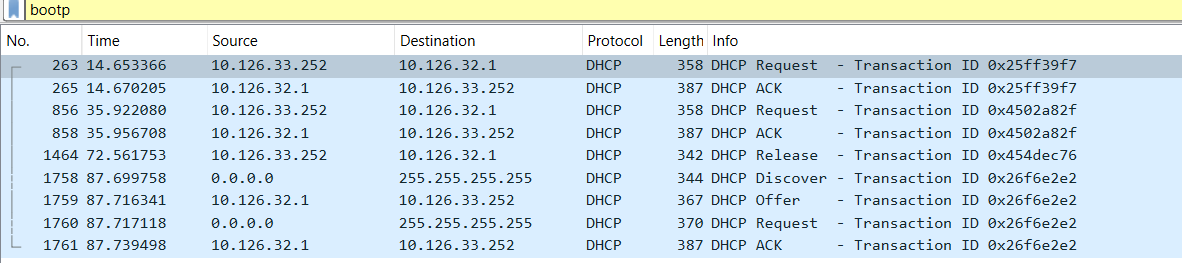 bootp
No. Time Source Destination Protocol Length Info
263 14.653366 10.126.33.252 10.126.32.1 DHCP 358 DHCP Request - Transaction ID 0x25ff39f7
265 14.670205 10.126.32.1 10.126.33.252 DHCP 387 DHCP ACK - Transaction ID 0x25ff39f7
856 35.922080 10.126.33.252 10.126.32.1 DHCP 358 DHCP Request - Transaction ID 0x4502a82f
858 35.956708 10.126.32.1 10.126.33.252 DHCP 387 DHCP ACK - Transaction ID 0x4502a82f
1464 72.561753 10.126.33.252 10.126.32.1 DHCP 342 DHCP Release - Transaction ID 0x454dec76
1758 87.699758 0.0.0.0 255.255.255.255 DHCP 344 DHCP Discover - Transaction ID 0x26f6e2e2
1759 87.716341 10.126.32.1 10.126.33.252 DHCP 367 DHCP Offer - Transaction ID 0x26f6e2e2
1760 87.717118 0.0.0.0 255.255.255.255 DHCP 370 DHCP Request - Transaction ID 0x26f6e2e2
1761 87.739498 10.126.32.1 10.126.33.252 DHCP 387 DHCP ACK - Transaction ID 0x26f6e2e2